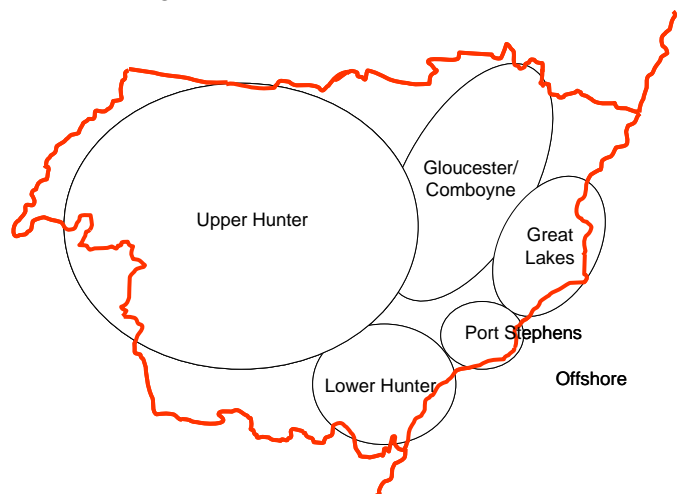 Gloucester/
Comboyne
Upper Hunter
Great
Lakes
Port Stephens
Offshore
Lower Hunter